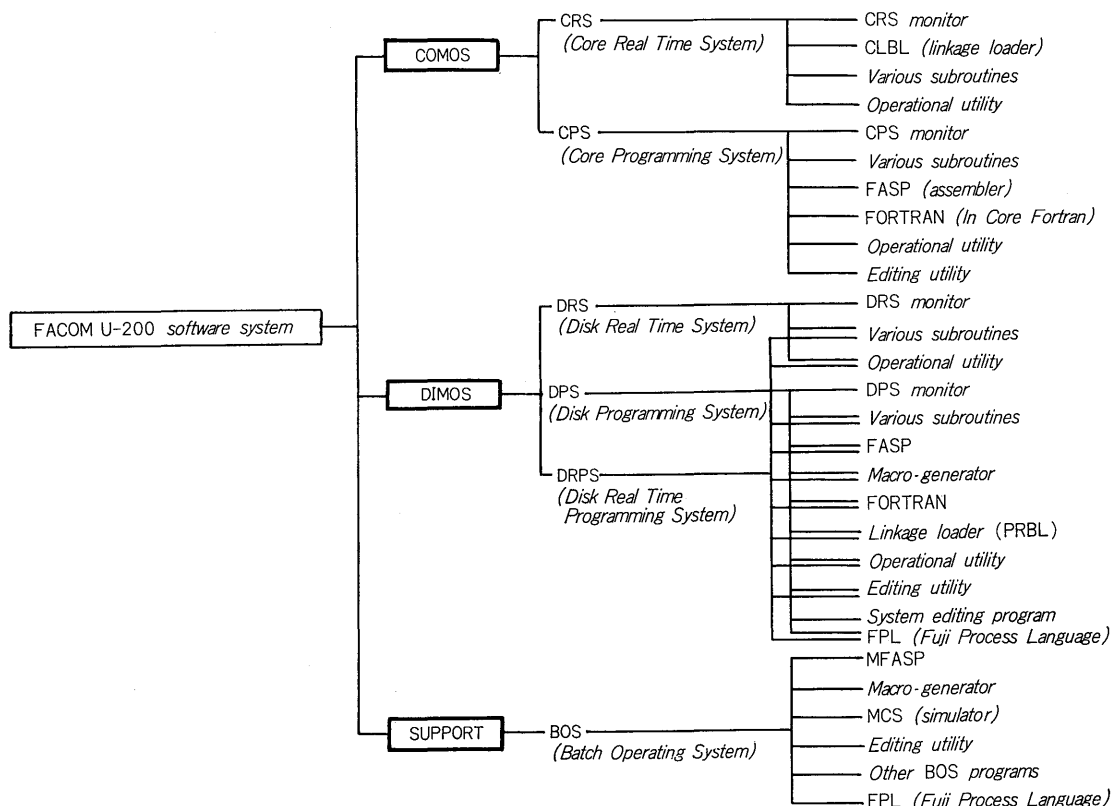 FACOM U-200 software system
COMOS
CRS
(Core Real Time System)
CRS monitor
CLBL (linkage loader)
Various subroutines
Operational utility
CPS
(Core Programming System)
CPS monitor
Various subroutines
FASP (assembler)
FORTRAN (In Core Fortran)
Operational utility
Editing utility
DIMOS
DRS
(Disk Real Time System)
DRS monitor
Various subroutines
Operational utility
DPS
(Disk Programming System)
DPS monitor
Various subroutines
FASP
Macro-generator
FORTRAN
Linkage loader (PRBL)
Operational utility
Editing utility
System editing program
FPL (Fuji Process Language)
DRPS
(Disk Real Time
Programming System)
SUPPORT
BOS
(Batch Operating System)
MFASP
Macro-generator
MCS (simulator)
Editing utility
Other BOS programs
FPL (Fuji Process Language)